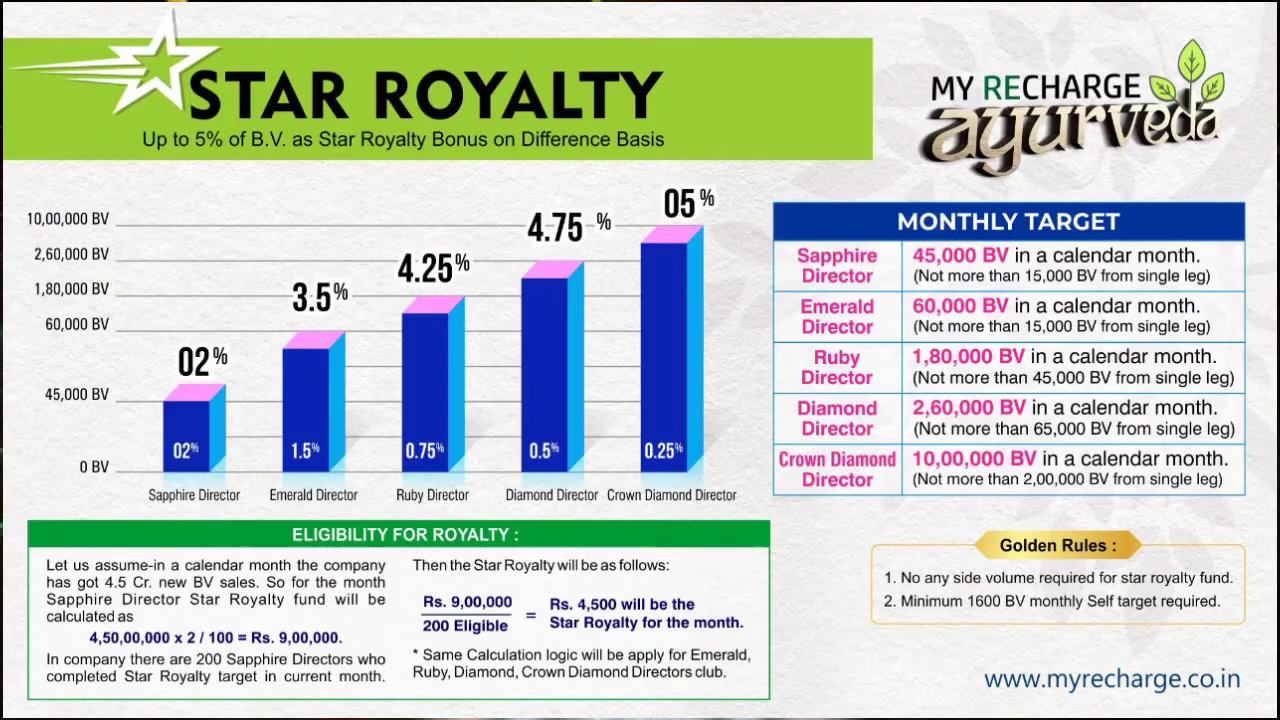 STAR ROYALTY
Up to 5% of B.V. as Star Royalty Bonus on Difference Basis
MY RECHARGE
ayurveda
10,00,000 BV
2,60,000 BV
1,80,000 BV
60,000 BV
45,000 BV
0 BV
02%
3.5%
4.25%
4.75 %
05%
02%
1.5%
0.75%
0.5%
0.25%
Sapphire Director
Emerald Director
Ruby Director
Diamond Director
Crown Diamond Director
MONTHLY TARGET
Sapphire Director
45,000 BV in a calendar month.
(Not more than 15,000 BV from single leg)
Emerald Director
60,000 BV in a calendar month.
(Not more than 15,000 BV from single leg)
Ruby Director
1,80,000 BV in a calendar month.
(Not more than 45,000 BV from single leg)
Diamond Director
2,60,000 BV in a calendar month.
(Not more than 65,000 BV from single leg)
Crown Diamond Director
10,00,000 BV in a calendar month.
(Not more than 2,00,000 BV from single leg)
ELIGIBILITY FOR ROYALTY :
Let us assume-in a calendar month the company
has got 4.5 Cr. new BV sales. So for the month
Sapphire Director Star Royalty fund will be
calculated as
4,50,00,000 x 2 / 100 = Rs. 9,00,000.
In company there are 200 Sapphire Directors who
completed Star Royalty target in current month.
Then the Star Royalty will be as follows:
Rs. 9,00,000
200 Eligible
=
Rs. 4,500 will be the
Star Royalty for the month.
* Same Calculation logic will be apply for Emerald,
Ruby, Diamond, Crown Diamond Directors club.
Golden Rules :
1. No any side volume required for star royalty fund.
2. Minimum 1600 BV monthly Self target required.
www.myrecharge.co.in